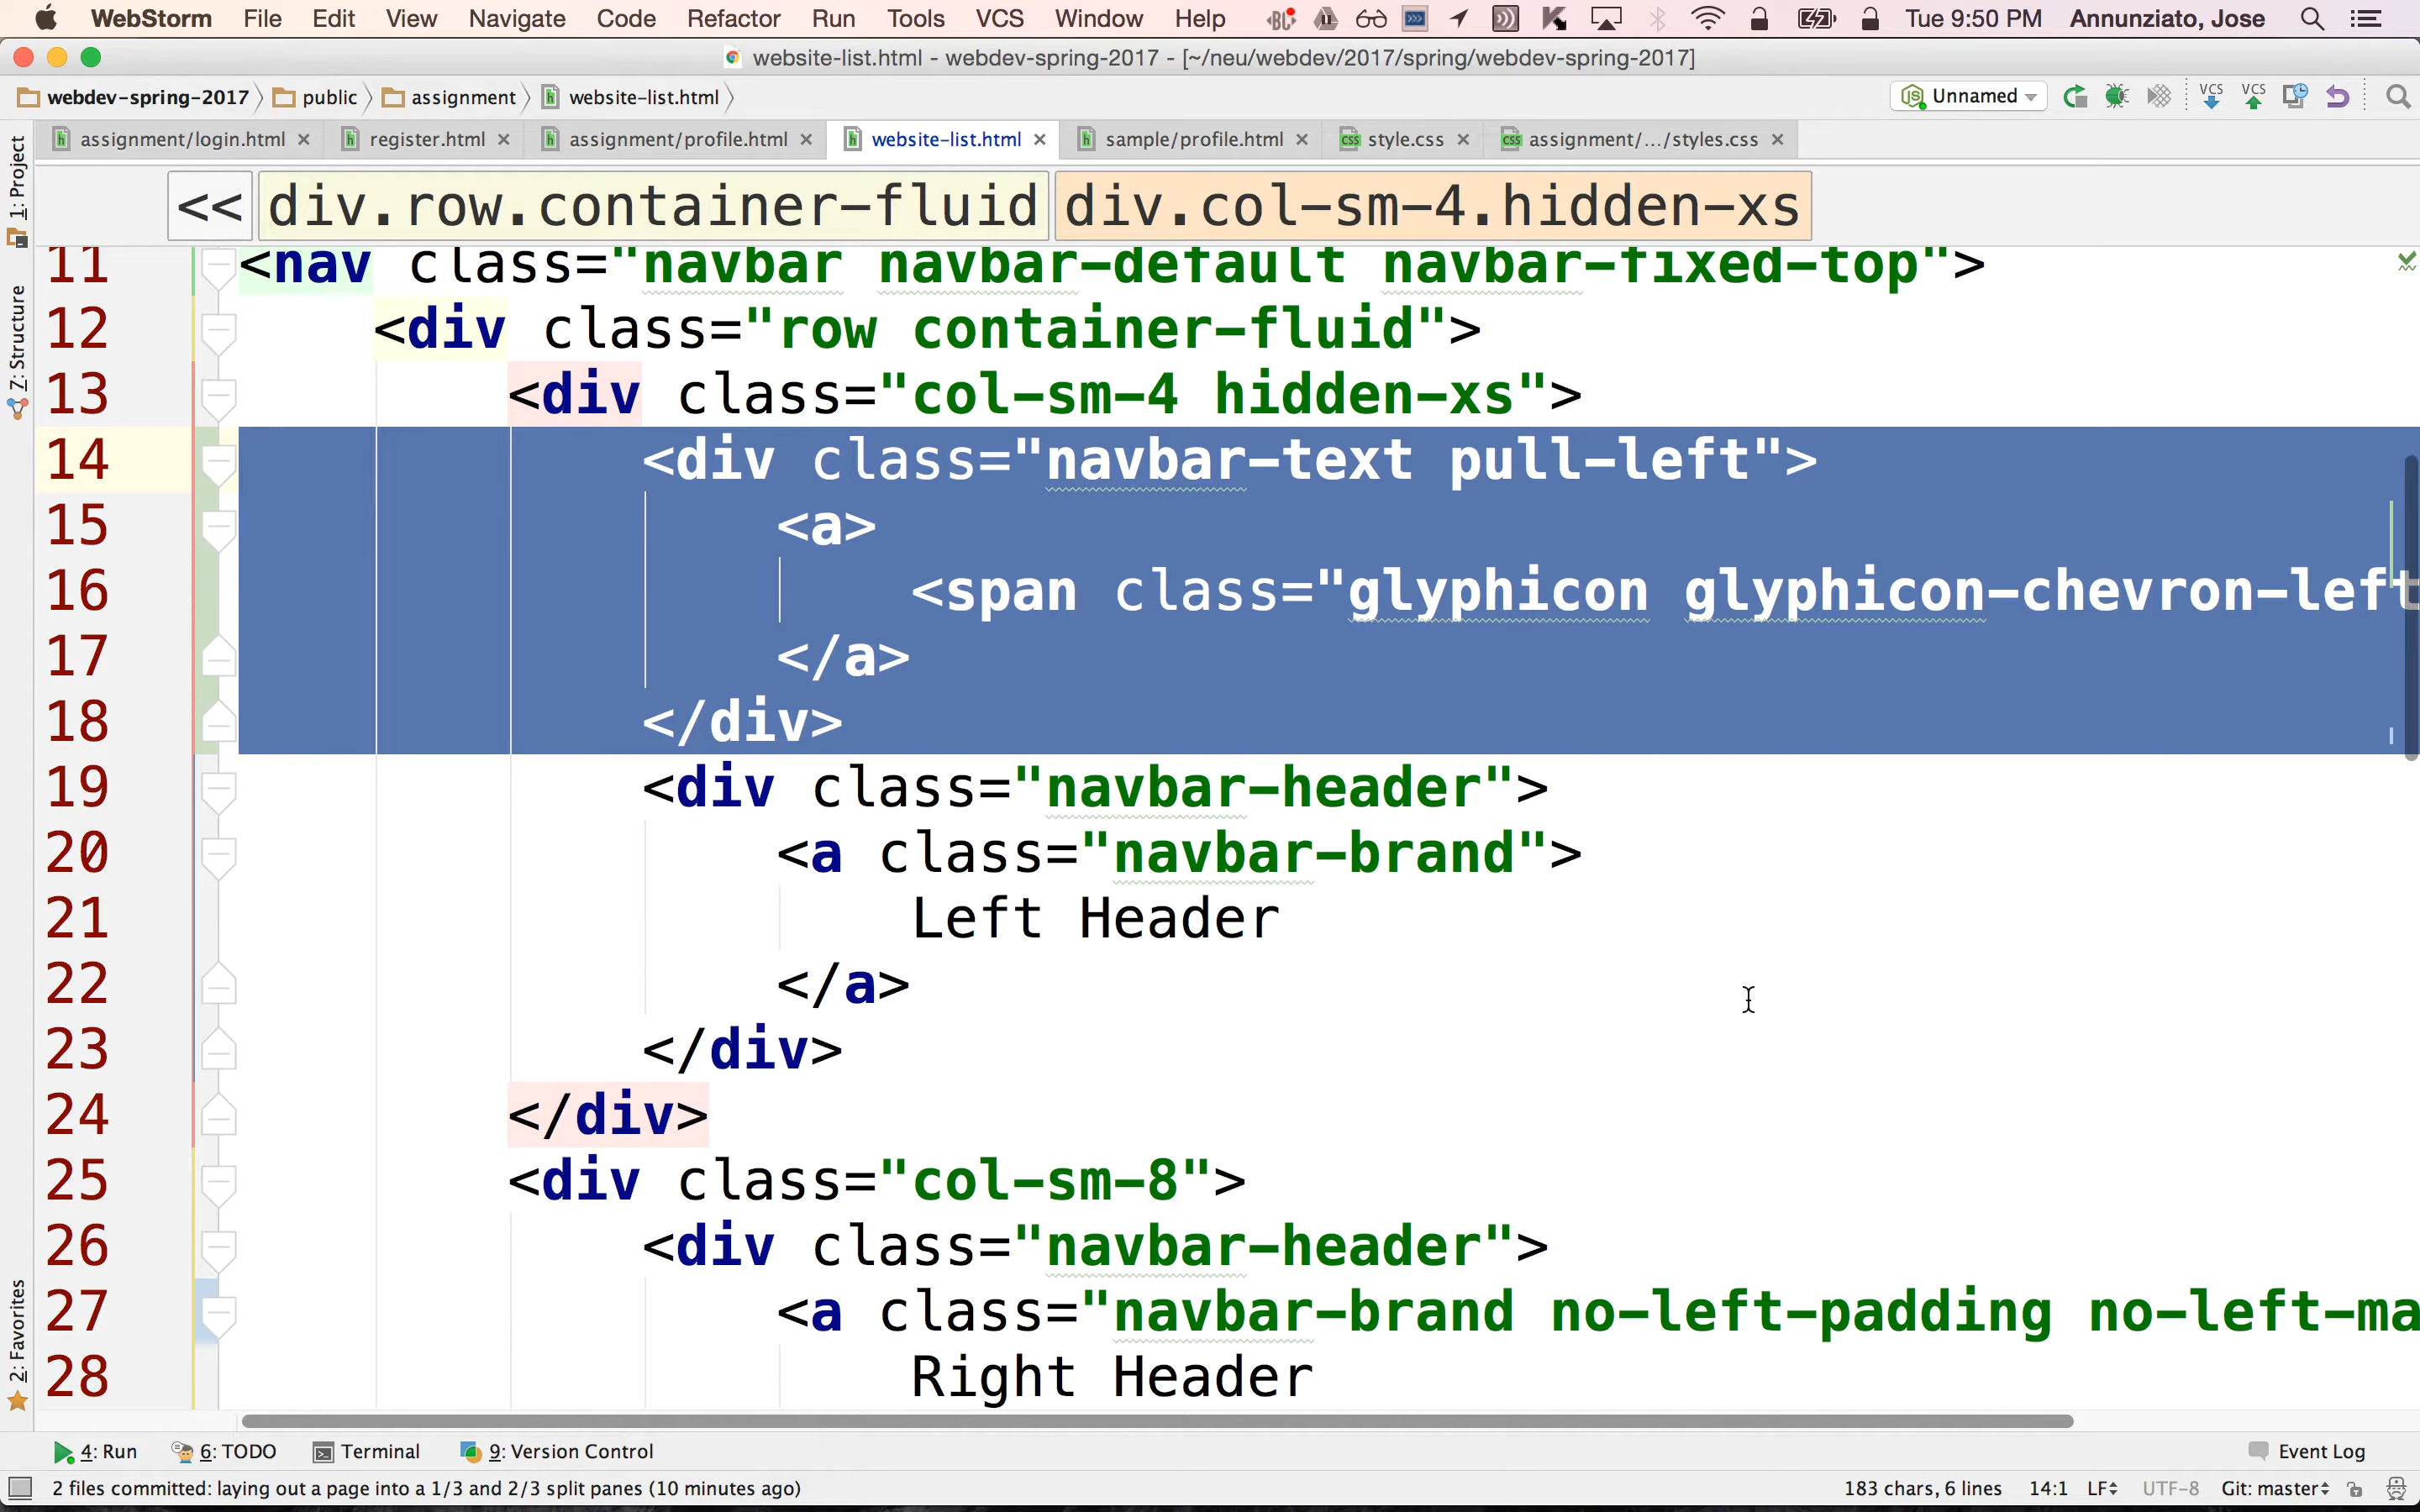 WebStorm File Edit View Navigate Code Refactor Run Tools VCS Window Help Tue 9:50 PM Annunziato, Jose
website-list.html - webdev-spring-2017 - [~/neu/webdev/2017/spring/webdev-spring-2017]
webdev-spring-2017 public assignment website-list.html Unnamed VCS VCS
assignment/login.html register.html assignment/profile.html website-list.html sample/profile.html style.css assignment/.../styles.css
1: Project
7: Structure
2: Favorites
<< div.row.container-fluid div.col-sm-4.hidden-xs
11 <nav class="navbar navbar-default navbar-fixed-top">
12 <div class="row container-fluid">
13 <div class="col-sm-4 hidden-xs">
14 <div class="navbar-text pull-left">
15 <a>
16 <span class="glyphicon glyphicon-chevron-left
17 </a>
18 </div>
19 <div class="navbar-header">
20 <a class="navbar-brand">
21 Left Header
22 </a>
23 </div>
24 </div>
25 <div class="col-sm-8">
26 <div class="navbar-header">
27 <a class="navbar-brand no-left-padding no-left-ma
28 Right Header
4: Run 6: TODO Terminal 9: Version Control Event Log
2 files committed: laying out a page into a 1/3 and 2/3 split panes (10 minutes ago) 183 chars, 6 lines 14:1 LF UTF-8 Git: master